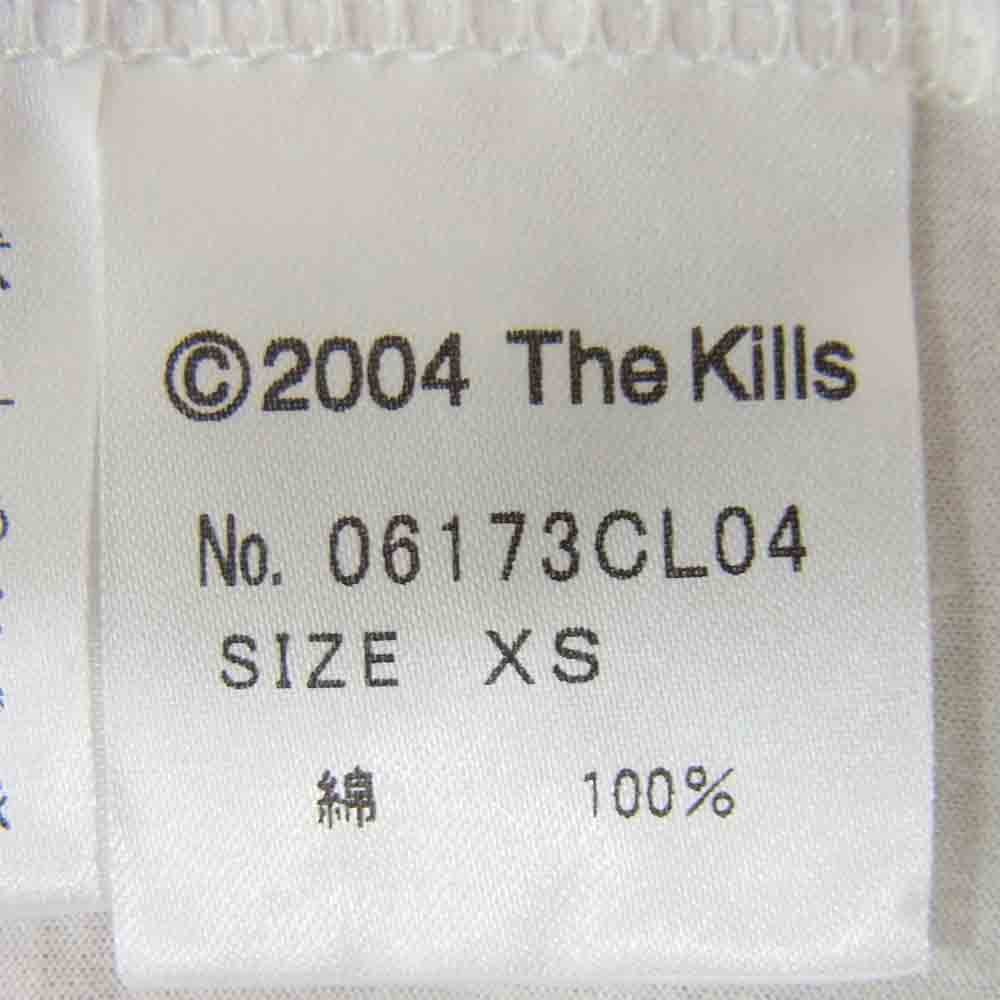 ©2004 The Kills
No. 06173CL04
SIZE XS
綿 100%